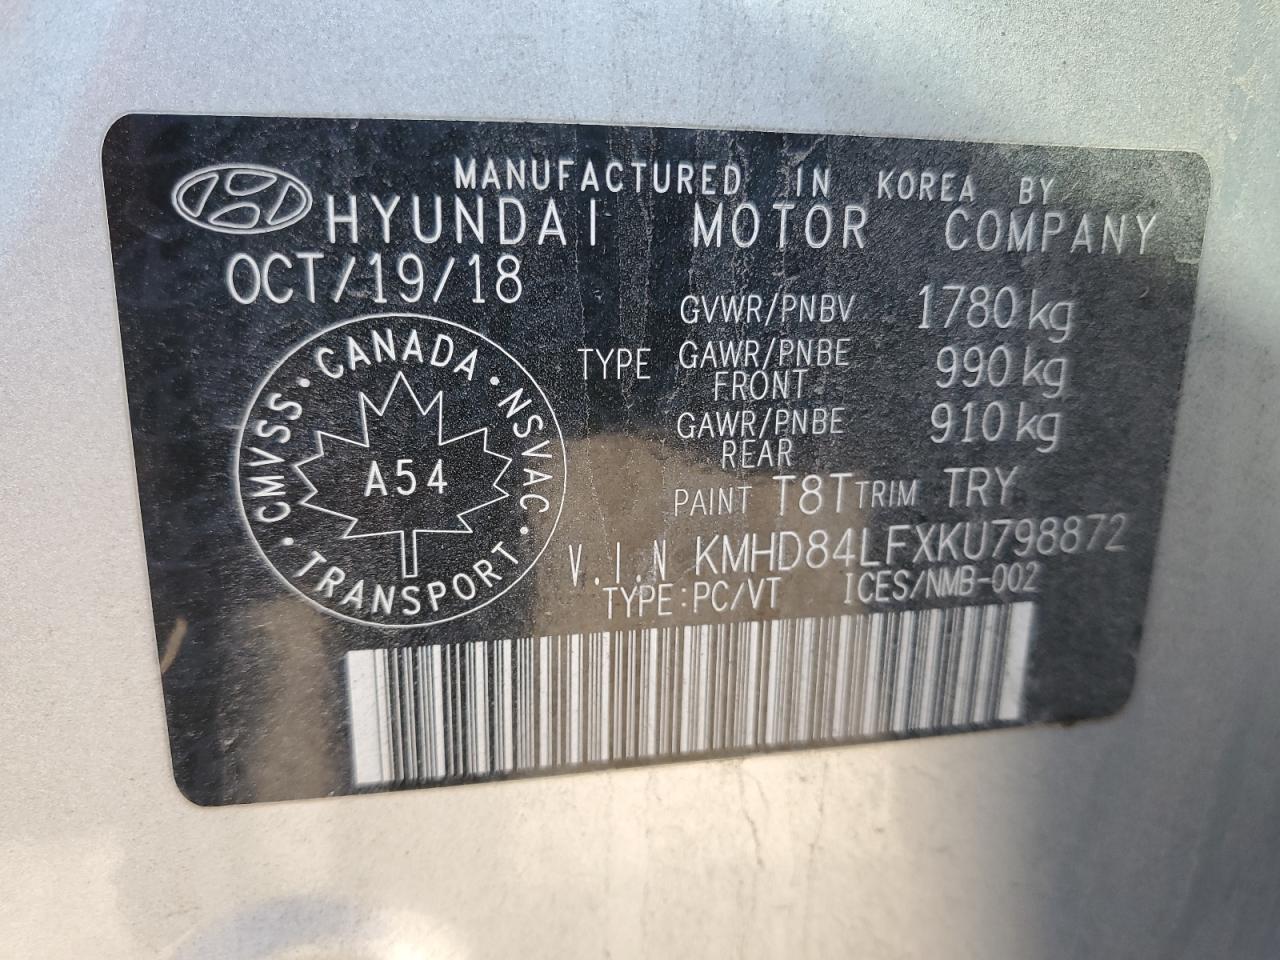 MANUFACTURED IN KOREA BY
HYUNDAI MOTOR COMPANY
OCT/19/18
GVWR/PNBV 1780 kg
TYPE GAWR/PNBE FRONT 990 kg
GAWR/PNBE REAR 910 kg
PAINT T8T TRIM TRY
V.I.N KMHD84LFXKU798872
TYPE:PC/VT ICES/NMB-002
CANADA · NSVAC · TRANSPORT · CMVSS ·
A54